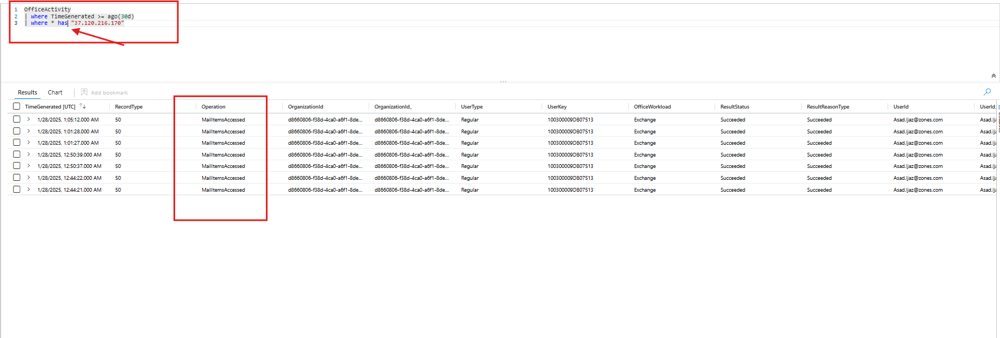 1 OfficeActivity
2 | where TimeGenerated >= ago(30d)
3 | where * has "37.120.216.170"
...
Results Chart Add bookmark
TimeGenerated [UTC] RecordType Operation OrganizationId OrganizationId_ UserType UserKey OfficeWorkload ResultStatus ResultReasonType UserId UserId_
1/28/2025, 1:05:12.000 AM 50 MailItemsAccessed d8660806-f38d-4ca0-a6f1-8de... d8660806-f38d-4ca0-a6f1-8de... Regular 100300009DB07513 Exchange Succeeded Succeeded Asad.Ijaz@zones.com Asad.Ija
1/28/2025, 1:01:28.000 AM 50 MailItemsAccessed d8660806-f38d-4ca0-a6f1-8de... d8660806-f38d-4ca0-a6f1-8de... Regular 100300009DB07513 Exchange Succeeded Succeeded Asad.Ijaz@zones.com Asad.Ija
1/28/2025, 1:01:27.000 AM 50 MailItemsAccessed d8660806-f38d-4ca0-a6f1-8de... d8660806-f38d-4ca0-a6f1-8de... Regular 100300009DB07513 Exchange Succeeded Succeeded Asad.Ijaz@zones.com Asad.Ija
1/28/2025, 12:50:39.000 AM 50 MailItemsAccessed d8660806-f38d-4ca0-a6f1-8de... d8660806-f38d-4ca0-a6f1-8de... Regular 100300009DB07513 Exchange Succeeded Succeeded Asad.Ijaz@zones.com Asad.Ija
1/28/2025, 12:50:37.000 AM 50 MailItemsAccessed d8660806-f38d-4ca0-a6f1-8de... d8660806-f38d-4ca0-a6f1-8de... Regular 100300009DB07513 Exchange Succeeded Succeeded Asad.Ijaz@zones.com Asad.Ija
1/28/2025, 12:44:22.000 AM 50 MailItemsAccessed d8660806-f38d-4ca0-a6f1-8de... d8660806-f38d-4ca0-a6f1-8de... Regular 100300009DB07513 Exchange Succeeded Succeeded Asad.Ijaz@zones.com Asad.Ija
1/28/2025, 12:44:21.000 AM 50 MailItemsAccessed d8660806-f38d-4ca0-a6f1-8de... d8660806-f38d-4ca0-a6f1-8de... Regular 100300009DB07513 Exchange Succeeded Succeeded Asad.Ijaz@zones.com Asad.Ija